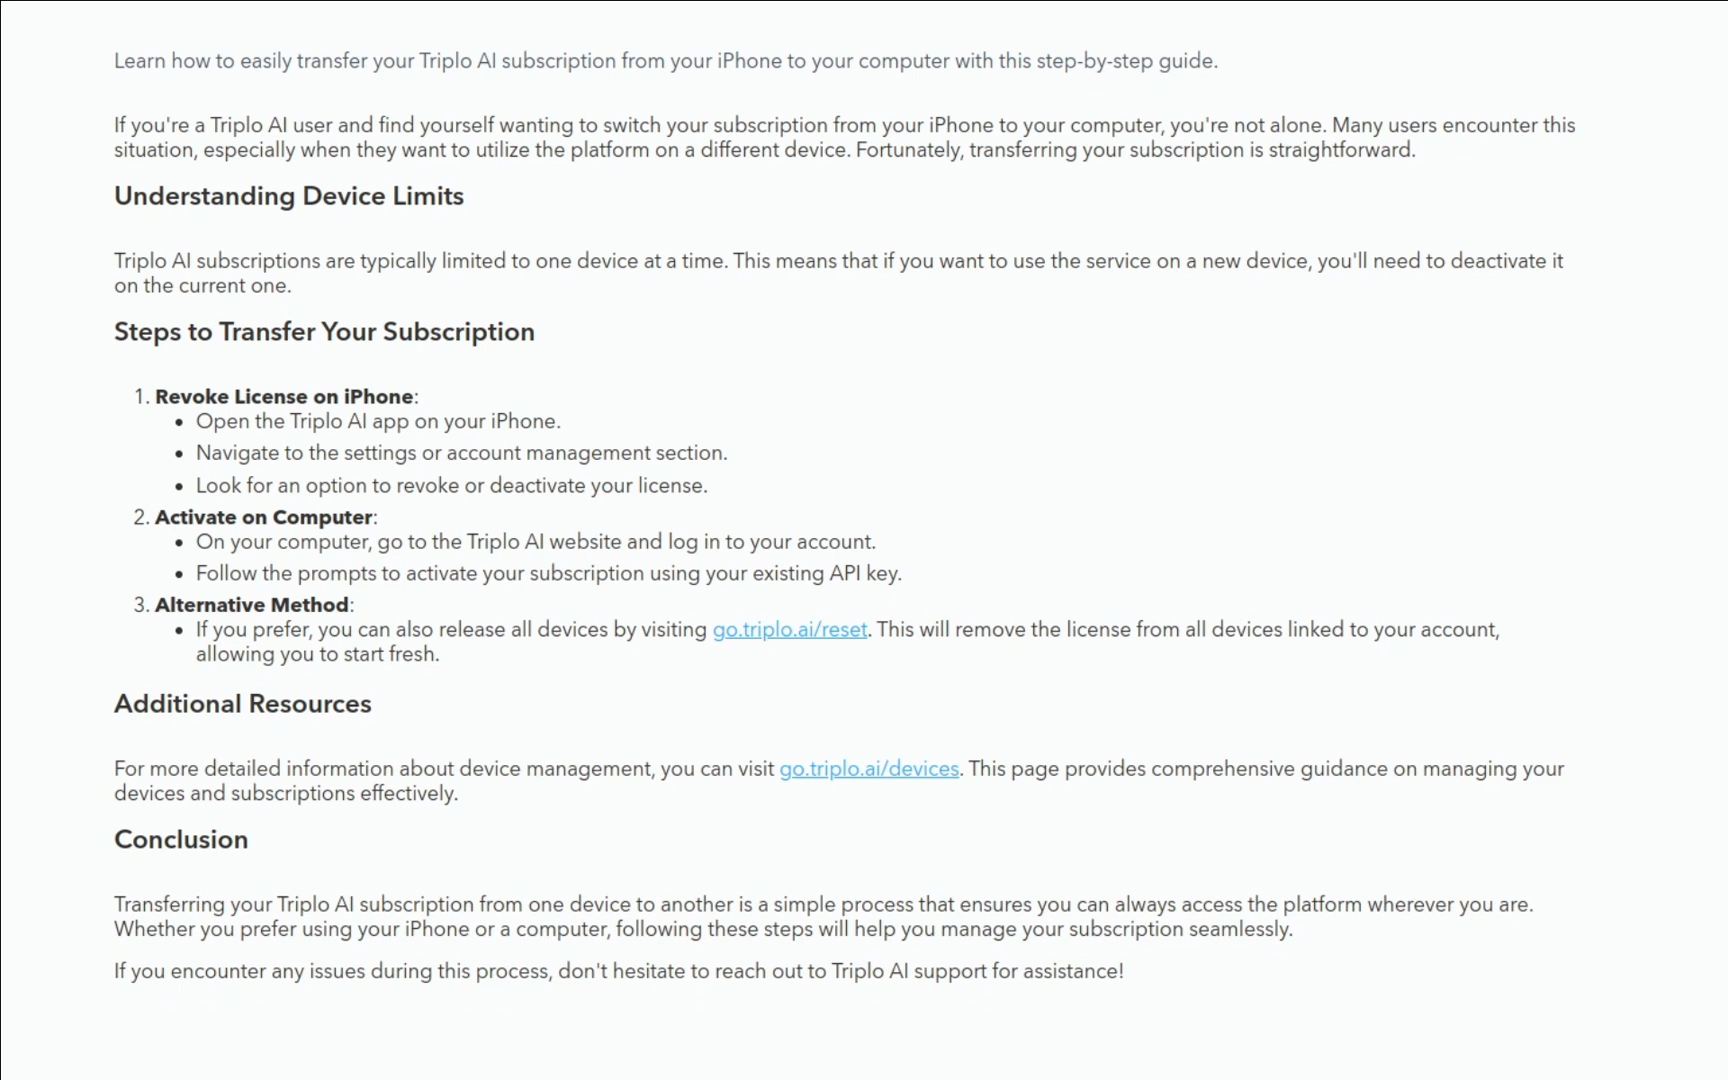 Learn how to easily transfer your Triplo AI subscription from your iPhone to your computer with this step-by-step guide.
If you're a Triplo AI user and find yourself wanting to switch your subscription from your iPhone to your computer, you're not alone. Many users encounter this
situation, especially when they want to utilize the platform on a different device. Fortunately, transferring your subscription is straightforward.
Understanding Device Limits
Triplo AI subscriptions are typically limited to one device at a time. This means that if you want to use the service on a new device, you'll need to deactivate it
on the current one.
Steps to Transfer Your Subscription
1. Revoke License on iPhone:
• Open the Triplo AI app on your iPhone.
• Navigate to the settings or account management section.
• Look for an option to revoke or deactivate your license.
2. Activate on Computer:
• On your computer, go to the Triplo AI website and log in to your account.
• Follow the prompts to activate your subscription using your existing API key.
3. Alternative Method:
• If you prefer, you can also release all devices by visiting go.triplo.ai/reset. This will remove the license from all devices linked to your account,
allowing you to start fresh.
Additional Resources
For more detailed information about device management, you can visit go.triplo.ai/devices. This page provides comprehensive guidance on managing your
devices and subscriptions effectively.
Conclusion
Transferring your Triplo AI subscription from one device to another is a simple process that ensures you can always access the platform wherever you are.
Whether you prefer using your iPhone or a computer, following these steps will help you manage your subscription seamlessly.
If you encounter any issues during this process, don't hesitate to reach out to Triplo AI support for assistance!